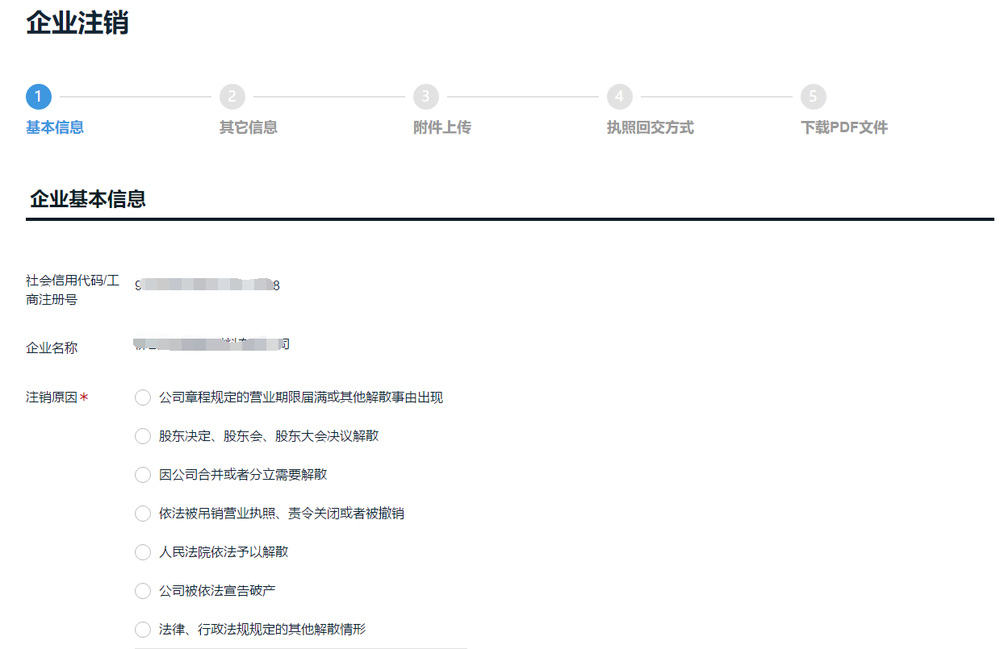 企业注销
1 2 3 4 5
基本信息 其它信息 附件上传 执照回交方式 下载PDF文件
企业基本信息
社会信用代码/工
商注册号
9 8
企业名称
司
注销原因*
公司章程规定的营业期限届满或其他解散事由出现
股东决定、股东会、股东大会决议解散
因公司合并或者分立需要解散
依法被吊销营业执照、责令关闭或者被撤销
人民法院依法予以解散
公司被依法宣告破产
法律、行政法规规定的其他解散情形